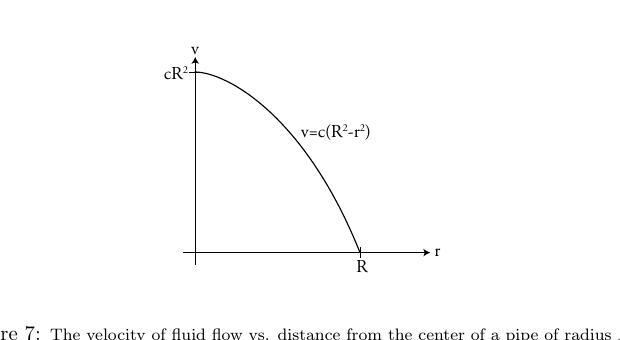 v
cR²
v=c(R²-r²)
r
R
re 7: The velocity of fluid flow vs. distance from the center of a pipe of radius